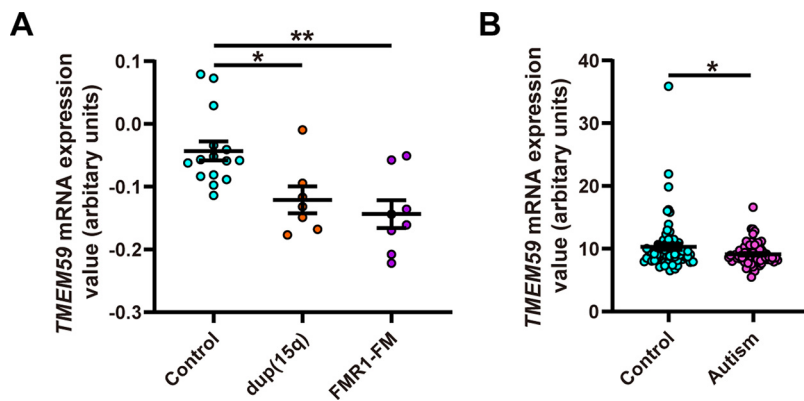 A
TMEM59 mRNA expression
value (arbitary units)
0.1
0.0
-0.1
-0.2
-0.3
*
**
Control
dup(15q)
FMR1-FM
B
TMEM59 mRNA expression
value (arbitary units)
40
30
20
10
0
*
Control
Autism